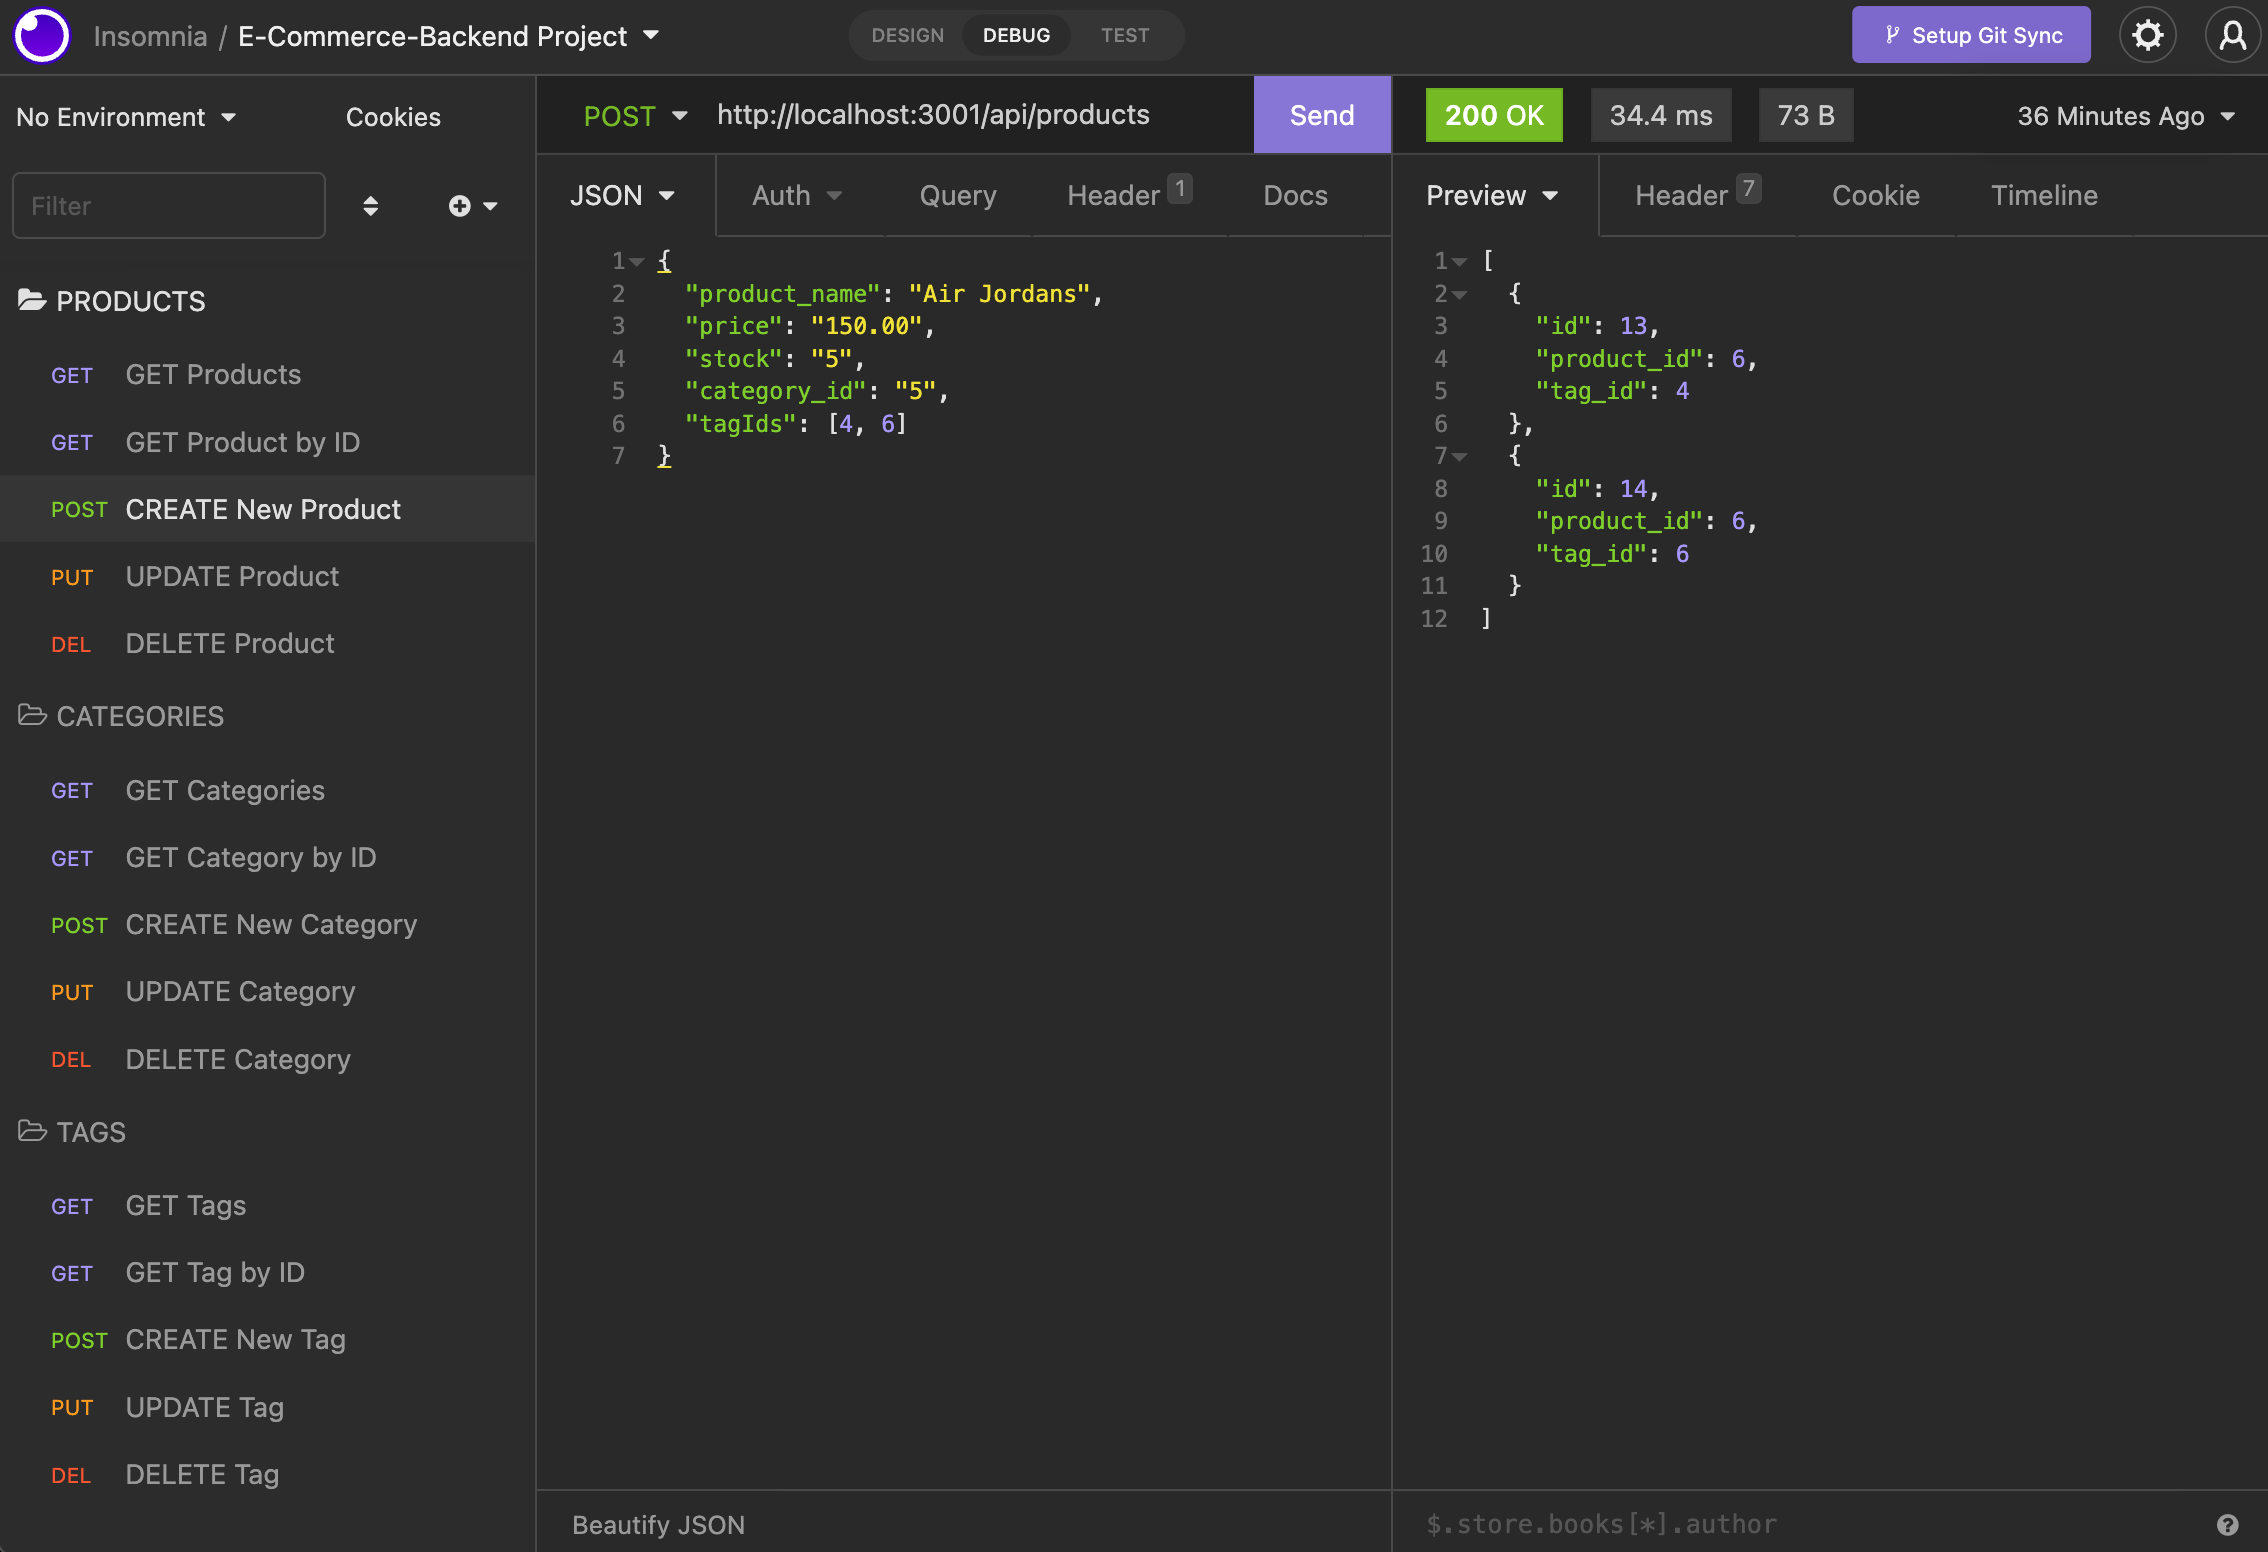 Insomnia / E-Commerce-Backend Project
DESIGN DEBUG TEST
Setup Git Sync
No Environment
Cookies
Filter
PRODUCTS
GET GET Products
GET GET Product by ID
POST CREATE New Product
PUT UPDATE Product
DEL DELETE Product
CATEGORIES
GET GET Categories
GET GET Category by ID
POST CREATE New Category
PUT UPDATE Category
DEL DELETE Category
TAGS
GET GET Tags
GET GET Tag by ID
POST CREATE New Tag
PUT UPDATE Tag
DEL DELETE Tag
POST http://localhost:3001/api/products Send
JSON Auth Query Header 1 Docs
1 {
2 "product_name": "Air Jordans",
3 "price": "150.00",
4 "stock": "5",
5 "category_id": "5",
6 "tagIds": [4, 6]
7 }
Beautify JSON
200 OK 34.4 ms 73 B 36 Minutes Ago
Preview Header 7 Cookie Timeline
1 [
2 {
3 "id": 13,
4 "product_id": 6,
5 "tag_id": 4
6 },
7 {
8 "id": 14,
9 "product_id": 6,
10 "tag_id": 6
11 }
12 ]
$.store.books[*].author
?